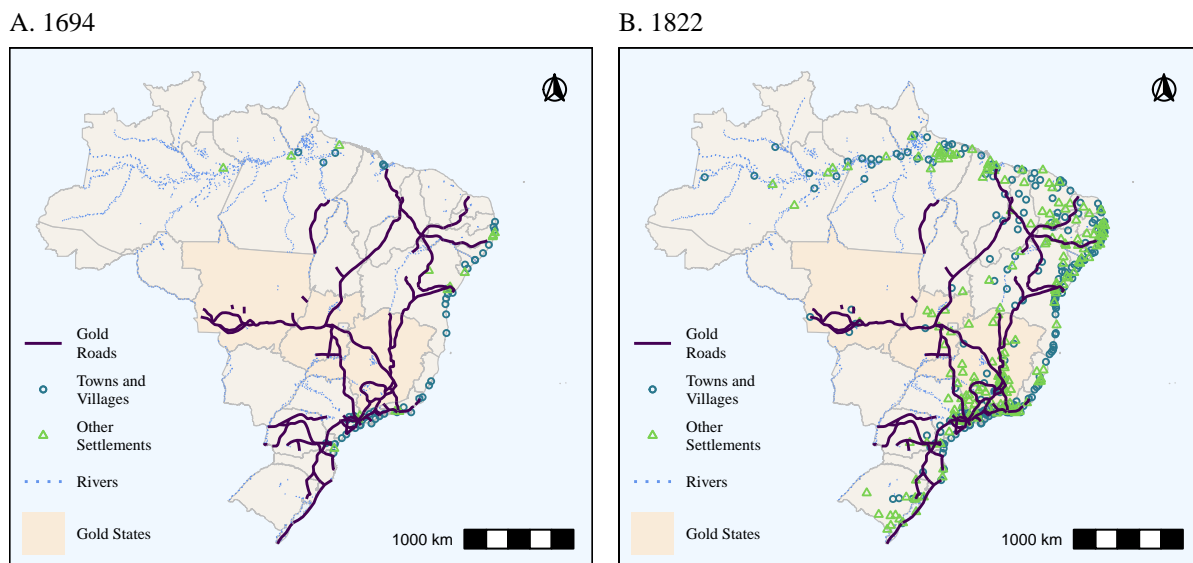 A. 1694
Gold
Roads
Towns and
Villages
Other
Settlements
Rivers
Gold States
1000 km
B. 1822
Gold
Roads
Towns and
Villages
Other
Settlements
Rivers
Gold States
1000 km